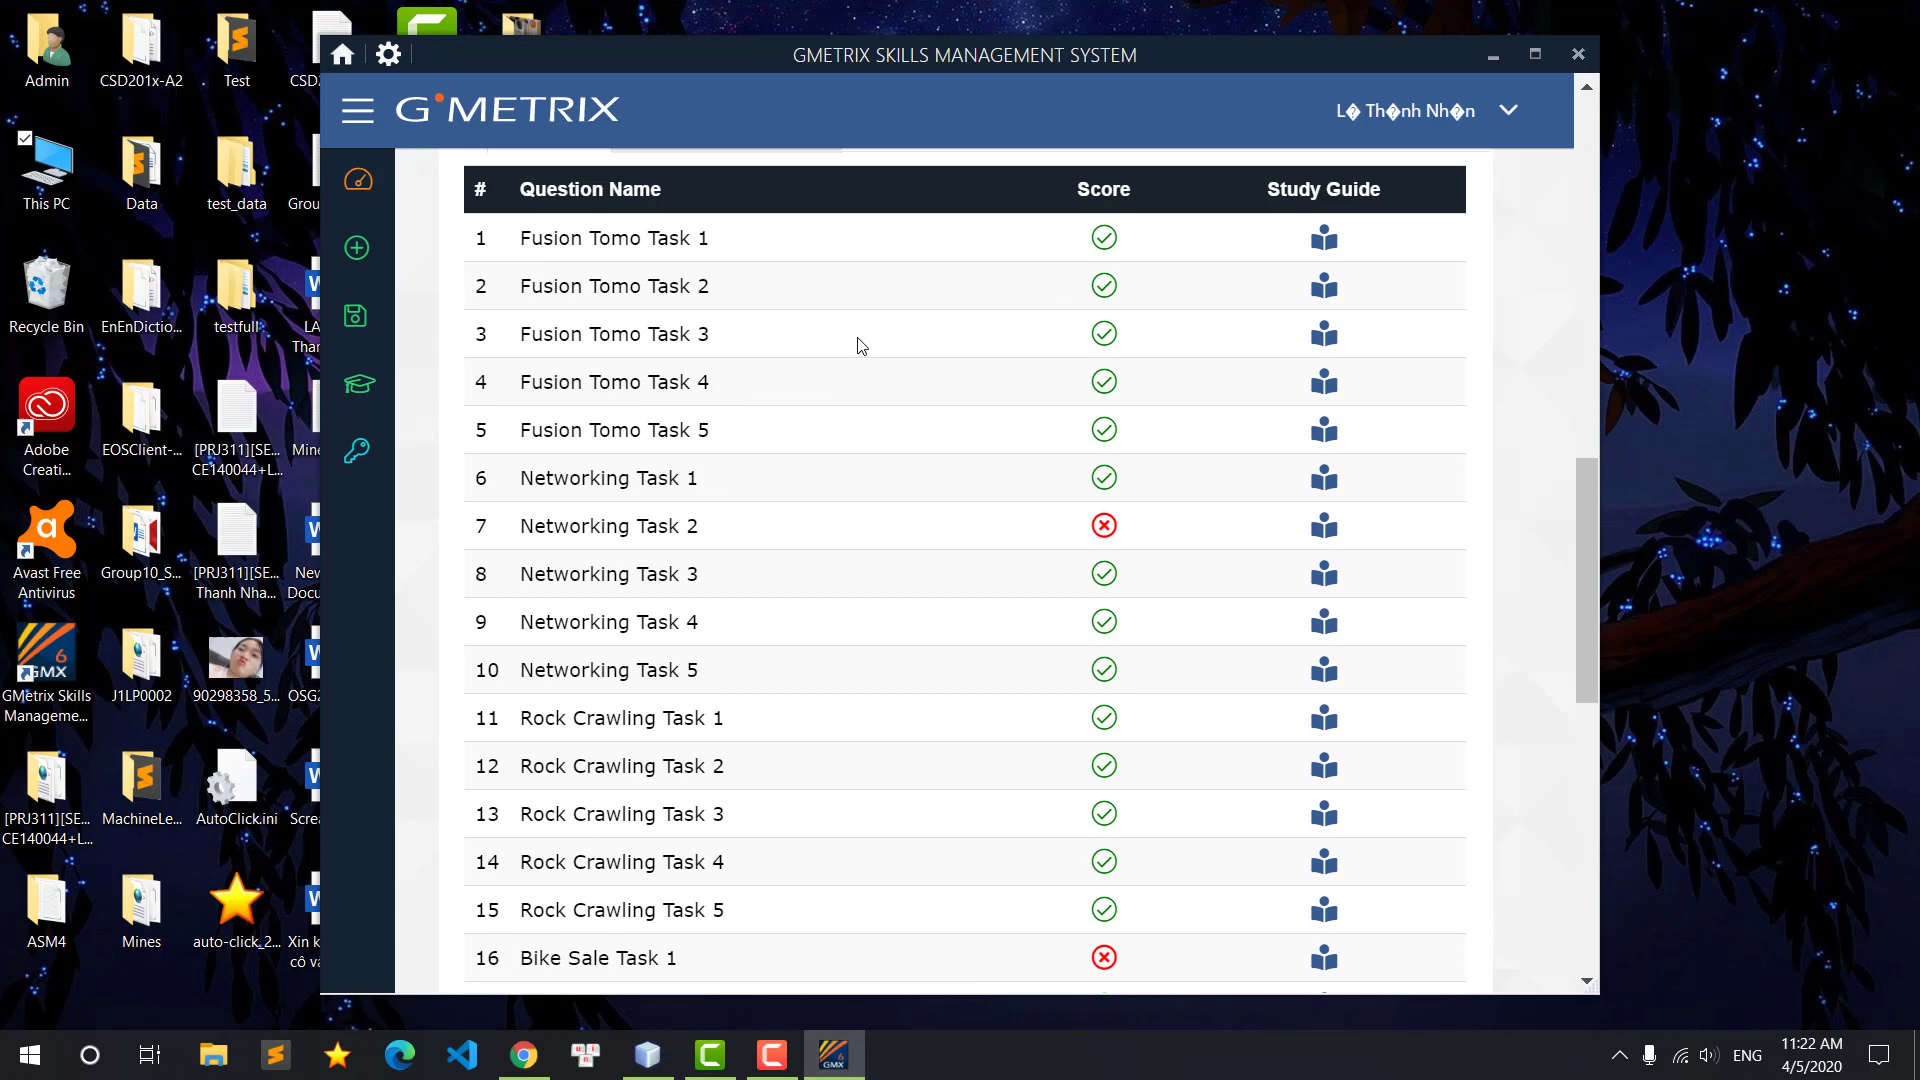 GMETRIX SKILLS MANAGEMENT SYSTEM
G METRIX
L� Th�nh Nh�n
# Question Name Score Study Guide
1 Fusion Tomo Task 1
2 Fusion Tomo Task 2
3 Fusion Tomo Task 3
4 Fusion Tomo Task 4
5 Fusion Tomo Task 5
6 Networking Task 1
7 Networking Task 2
8 Networking Task 3
9 Networking Task 4
10 Networking Task 5
11 Rock Crawling Task 1
12 Rock Crawling Task 2
13 Rock Crawling Task 3
14 Rock Crawling Task 4
15 Rock Crawling Task 5
16 Bike Sale Task 1
Admin
CSD201x-A2
Test
This PC
Data
test_data
Recycle Bin
EnEnDictio...
testfull
Adobe
Creati...
EOSClient-...
[PRJ311][SE...
CE140044+L...
Avast Free
Antivirus
Group10_S...
[PRJ311][SE...
Thanh Nha...
6
GMX
GMetrix Skills
Manageme...
J1LP0002
90298358_5...
[PRJ311][SE...
CE140044+L...
MachineLe...
AutoClick.ini
ASM4
Mines
auto-click_2...
Xin k
cô và
6
GMX
ENG
11:22 AM
4/5/2020